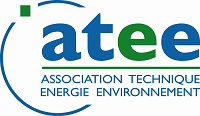 atee
ASSOCIATION TECHNIQUE
ENERGIE ENVIRONNEMENT